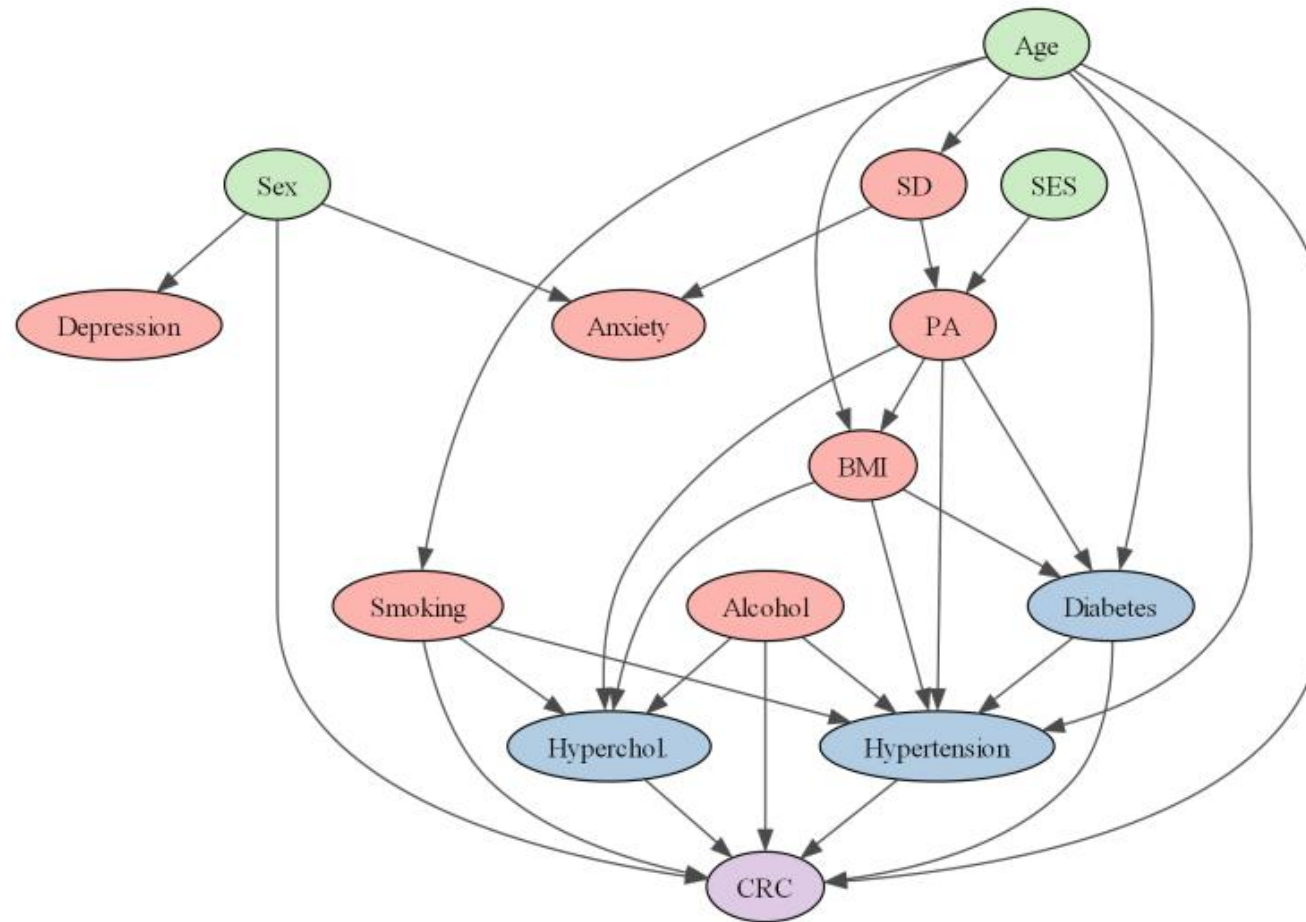 Age
Sex
SD
SES
Depression
Anxiety
PA
BMI
Smoking
Alcohol
Diabetes
Hyperchol.
Hypertension
CRC